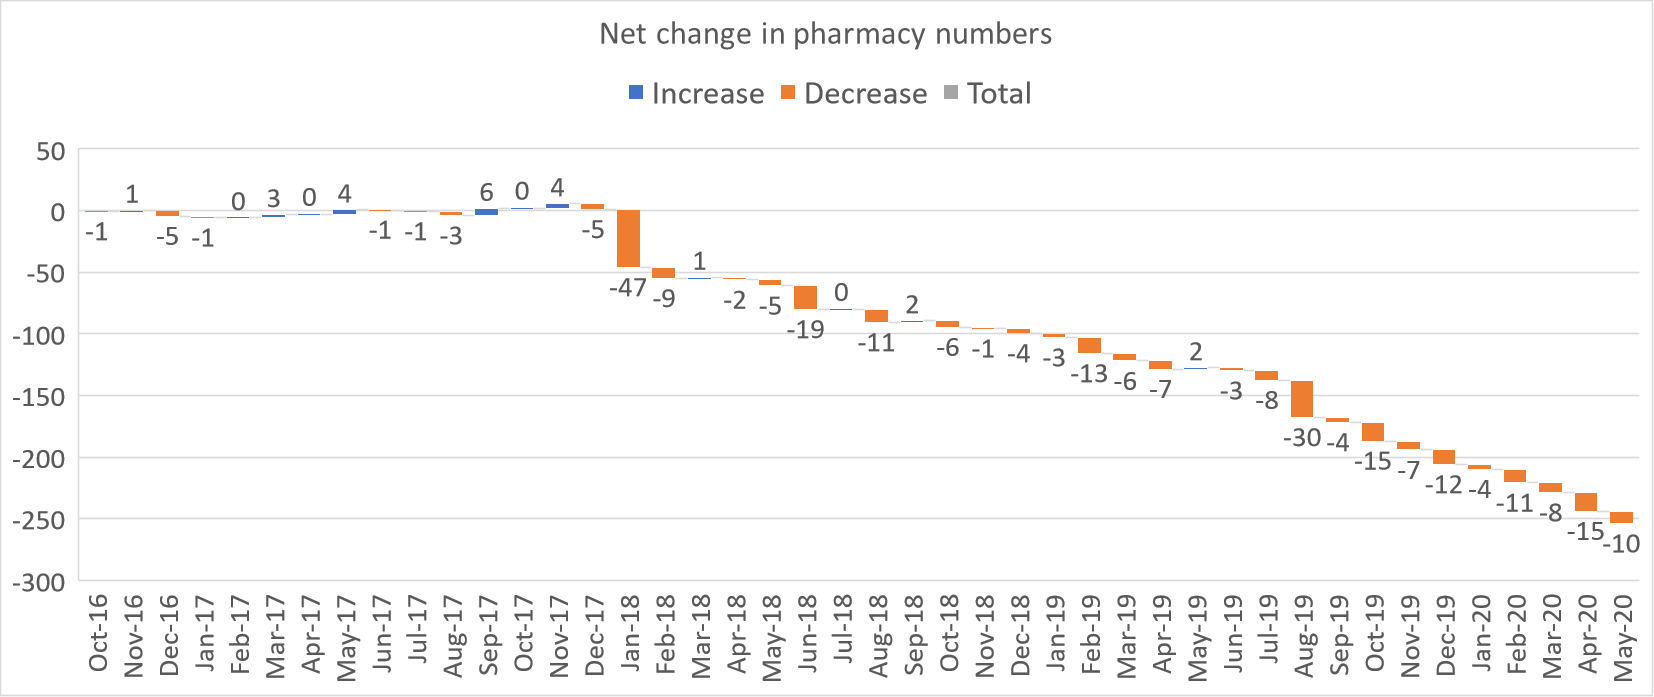 Net change in pharmacy numbers
Increase Decrease Total
50
0
-50
-100
-150
-200
-250
-300
-1 1 -5 -1 0 3 0 4 -1 -1 -3 6 0 4 -5 -47 -9 1 -2 -5 -19 0 -11 2 -6 -1 -4 -3 -13 -6 -7 2 -3 -8 -30 -4 -15 -7 -12 -4 -11 -8 -15 -10
Oct-16 Nov-16 Dec-16 Jan-17 Feb-17 Mar-17 Apr-17 May-17 Jun-17 Jul-17 Aug-17 Sep-17 Oct-17 Nov-17 Dec-17 Jan-18 Feb-18 Mar-18 Apr-18 May-18 Jun-18 Jul-18 Aug-18 Sep-18 Oct-18 Nov-18 Dec-18 Jan-19 Feb-19 Mar-19 Apr-19 May-19 Jun-19 Jul-19 Aug-19 Sep-19 Oct-19 Nov-19 Dec-19 Jan-20 Feb-20 Mar-20 Apr-20 May-20